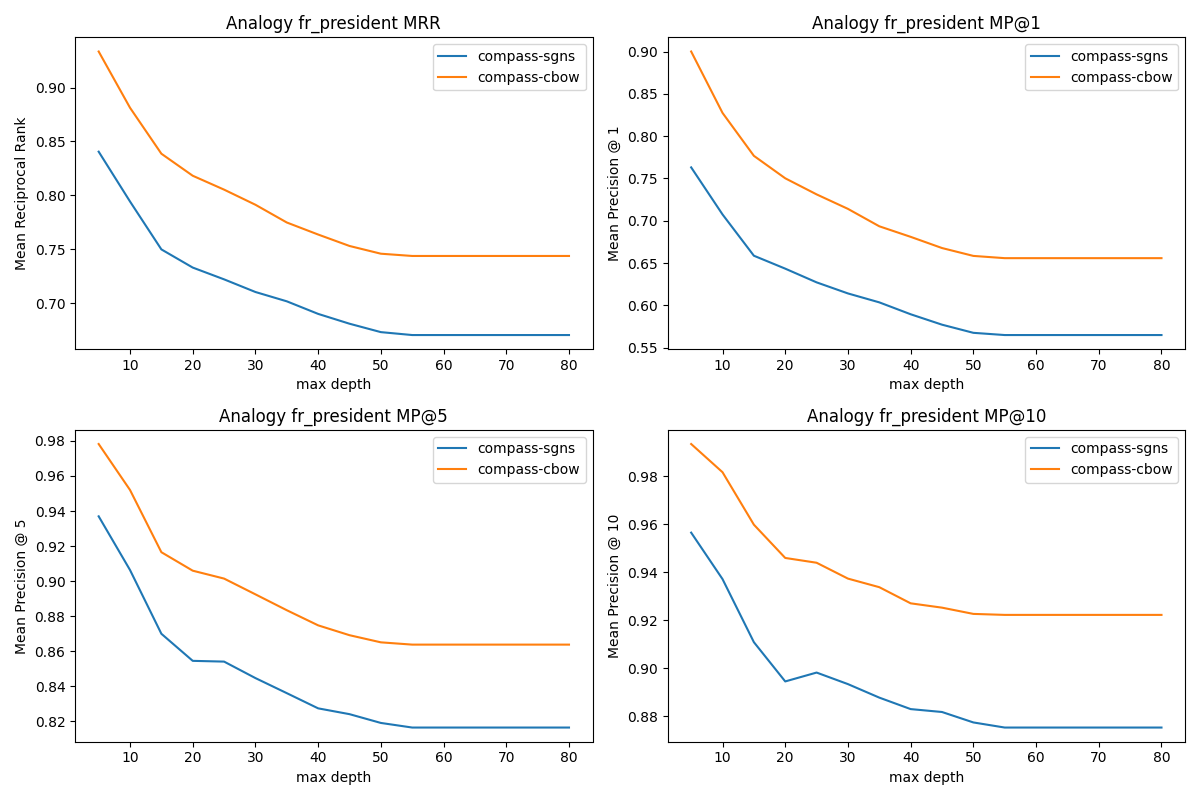 Analogy fr_president MRR
compass-sgns
compass-cbow
Mean Reciprocal Rank
0.90
0.85
0.80
0.75
0.70
10 20 30 40 50 60 70 80
max depth
Analogy fr_president MP@1
compass-sgns
compass-cbow
Mean Precision @ 1
0.90
0.85
0.80
0.75
0.70
0.65
0.60
0.55
10 20 30 40 50 60 70 80
max depth
Analogy fr_president MP@5
compass-sgns
compass-cbow
Mean Precision @ 5
0.98
0.96
0.94
0.92
0.90
0.88
0.86
0.84
0.82
10 20 30 40 50 60 70 80
max depth
Analogy fr_president MP@10
compass-sgns
compass-cbow
Mean Precision @ 10
0.98
0.96
0.94
0.92
0.90
0.88
10 20 30 40 50 60 70 80
max depth